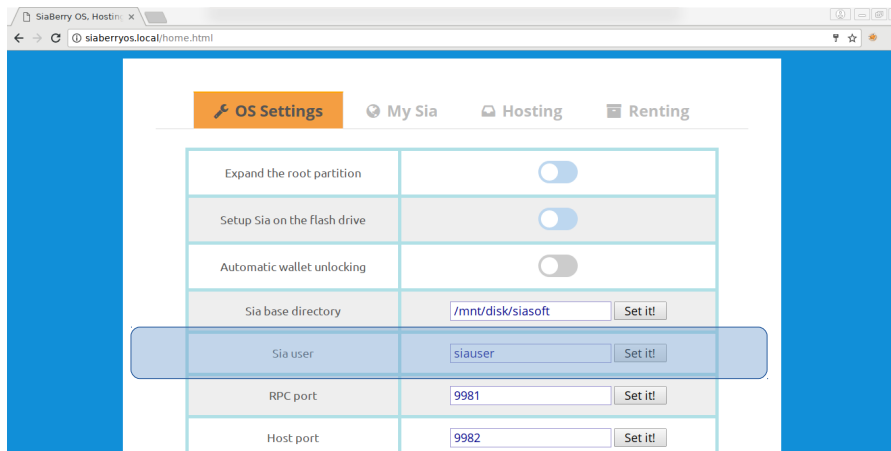 SiaBerry OS, Hosting
siaberryos.local/home.html
OS Settings My Sia Hosting Renting
Expand the root partition
Setup Sia on the flash drive
Automatic wallet unlocking
Sia base directory /mnt/disk/siasoft Set it!
Sia user siauser Set it!
RPC port 9981 Set it!
Host port 9982 Set it!